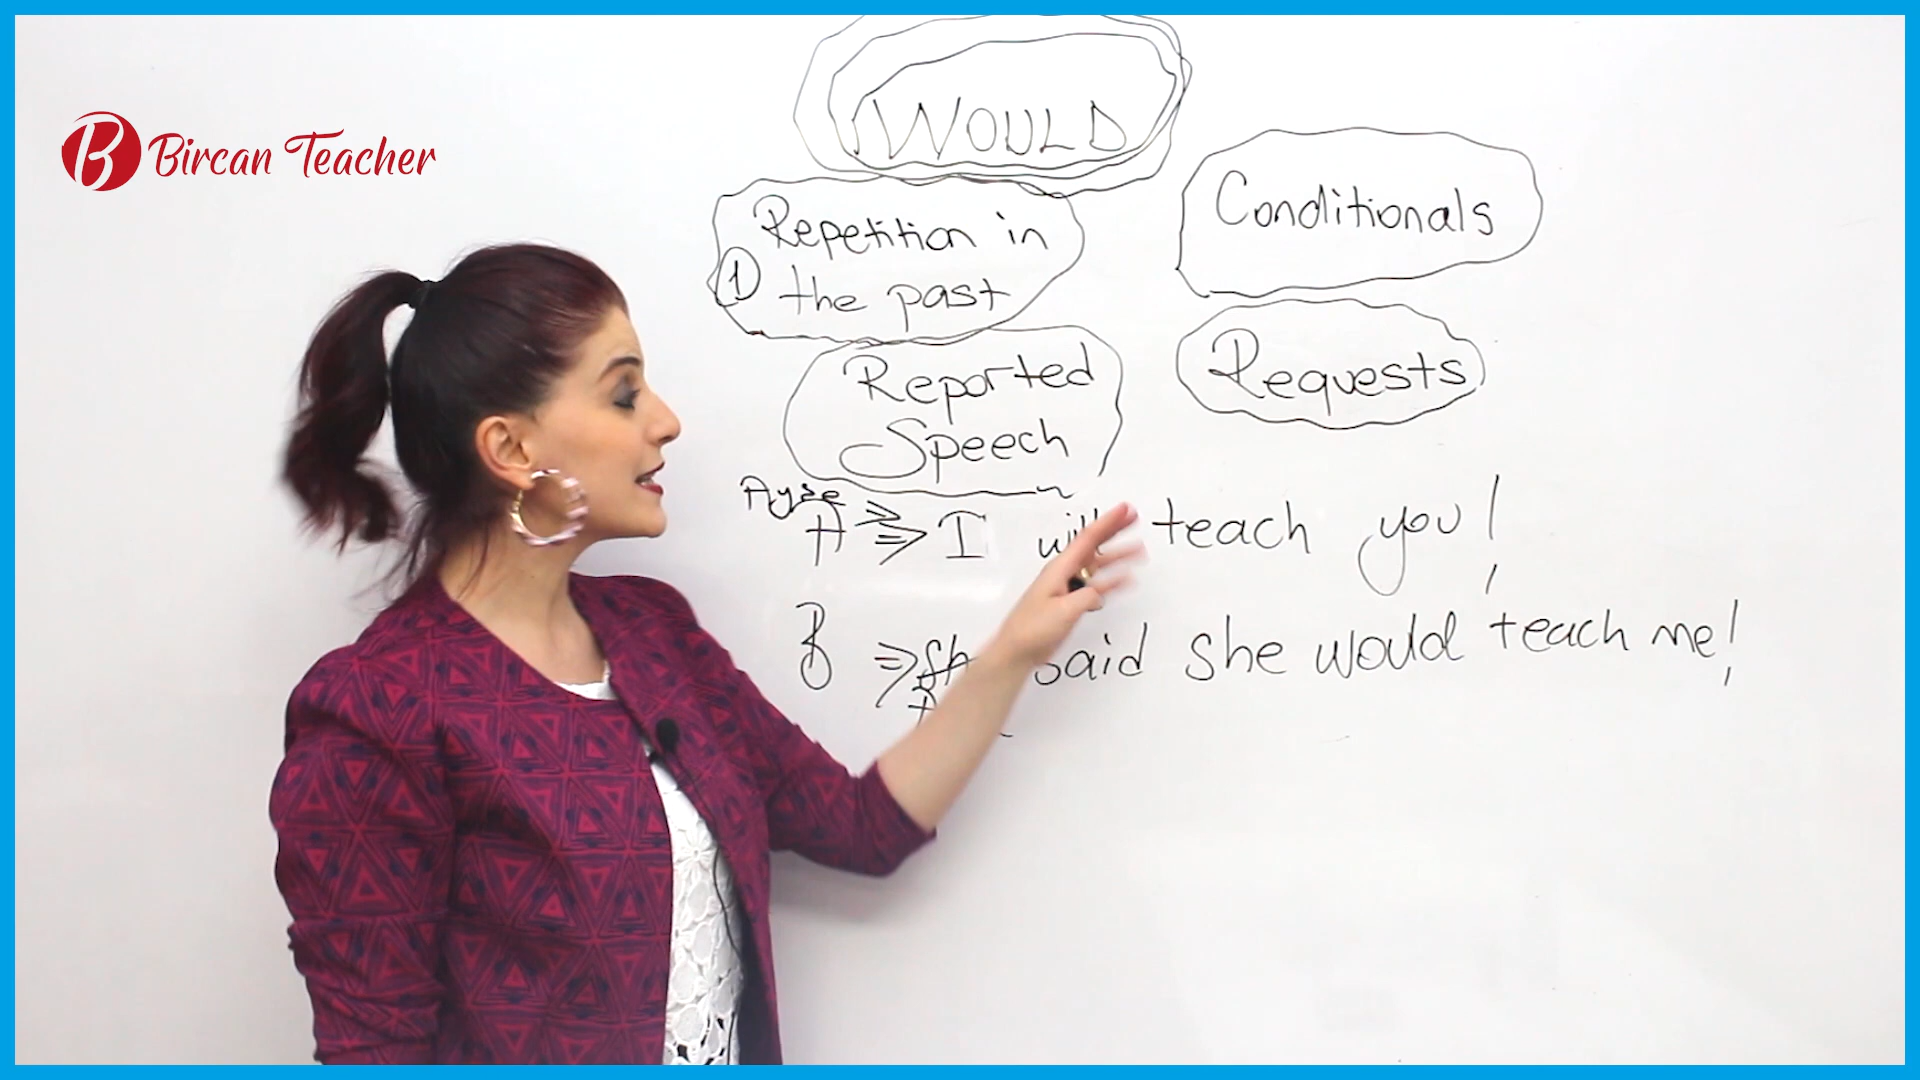 B Bircan Teacher
WOULD
Repetition in
① the past
Conditionals
Reported
Speech
Requests
Ayşe
A ⇒ I will teach you!
B ⇒ said she would teach me!